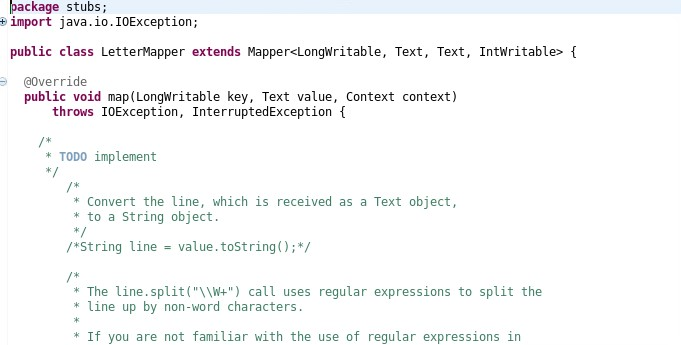 package stubs;
import java.io.IOException;
public class LetterMapper extends Mapper<LongWritable, Text, Text, IntWritable> {
@Override
public void map(LongWritable key, Text value, Context context)
throws IOException, InterruptedException {
/*
* TODO implement
*/
/*
* Convert the line, which is received as a Text object,
* to a String object.
*/
/*String line = value.toString();*/
/*
* The line.split("\\W+") call uses regular expressions to split the
* line up by non-word characters.
*
* If you are not familiar with the use of regular expressions in